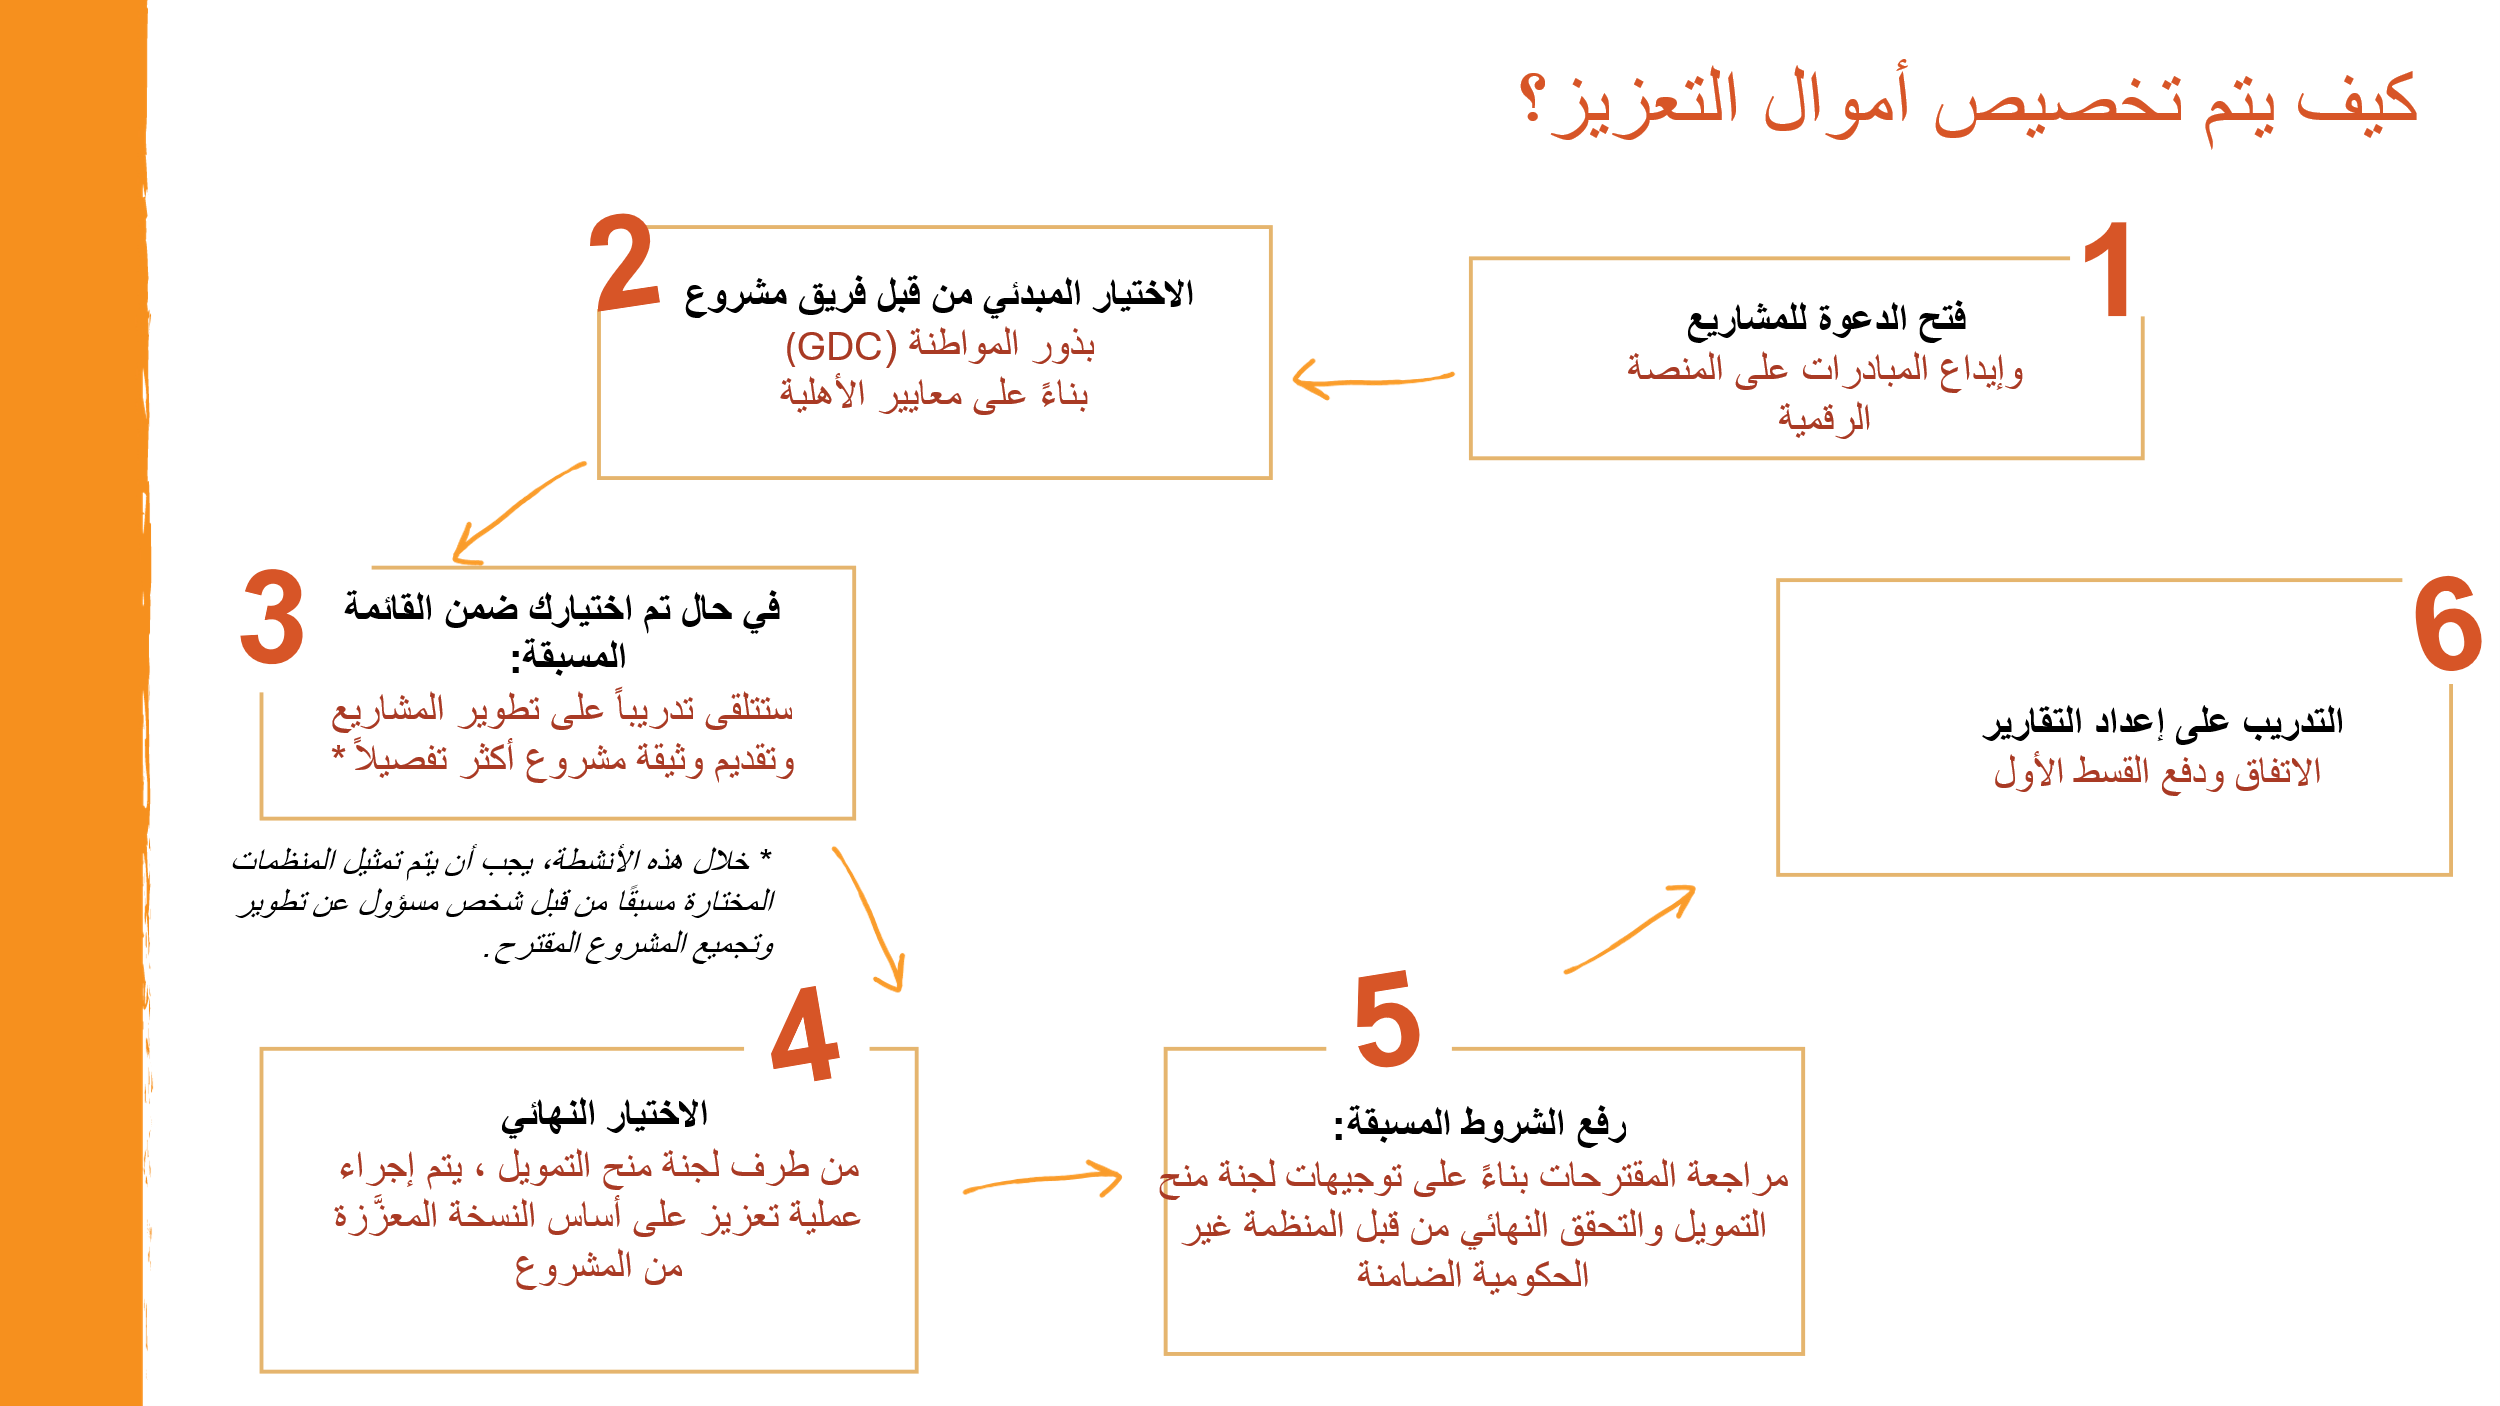 كيف يتم تخصيص أموال التعزيز؟
1
فتح الدعوة للمشاريع
وإيداع المبادرات على المنصة
الرقمية
2
الاختيار المبدئي من قبل فريق مشروع
بذور المواطنة (GDC)
بناءً على معايير الأهلية
3
في حال تم اختيارك ضمن القائمة
المسبقة:
ستتلقى تدريباً على تطوير المشاريع
وتقديم وثيقة مشروع أكثر تفصيلاً *
* خلال هذه الأنشطة، يجب أن يتم تمثيل المنظمات
المختارة مسبقًا من قبل شخص مسؤول عن تطوير
وتجميع المشروع المقترح.
4
الاختيار النهائي
من طرف لجنة منح التمويل ، يتم إجراء
عملية تعزيز على أساس النسخة المعزَّزة
من المشروع
5
رفع الشروط المسبقة:
مراجعة المقترحات بناءً على توجيهات لجنة منح
التمويل والتحقق النهائي من قبل المنظمة غير
الحكومية الضامنة
6
التدريب على إعداد التقارير
الاتفاق ودفع القسط الأول